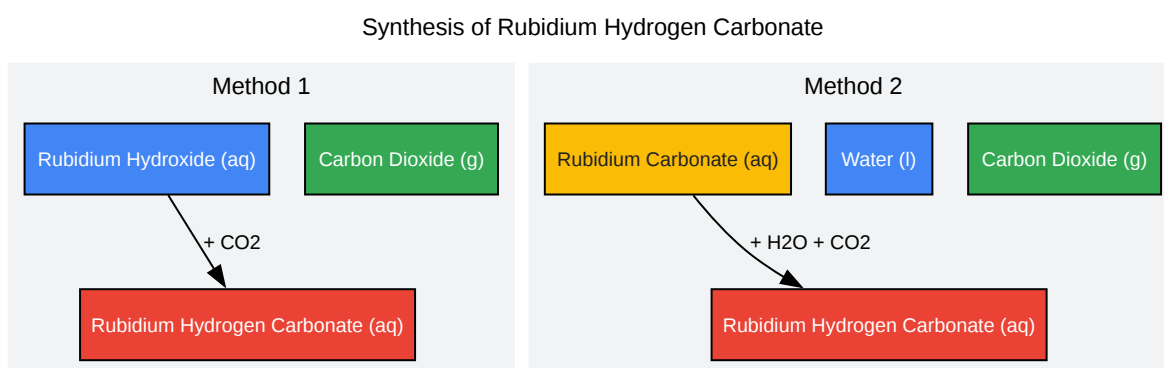 Synthesis of Rubidium Hydrogen Carbonate
Method 1
Rubidium Hydroxide (aq)
Carbon Dioxide (g)
+ CO2
Rubidium Hydrogen Carbonate (aq)
Method 2
Rubidium Carbonate (aq)
Water (l)
Carbon Dioxide (g)
+ H2O + CO2
Rubidium Hydrogen Carbonate (aq)